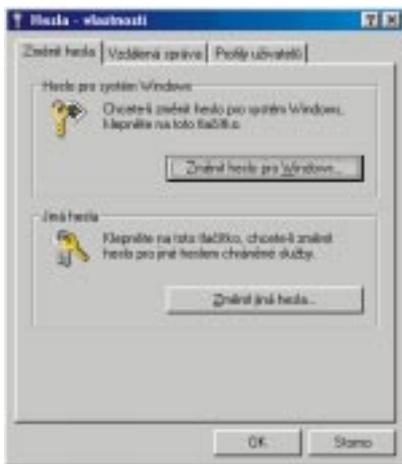 Hesla - vlastnosti
Změnit hesla
Vzdálená správa
Profily uživatelů
Heslo pro systém Windows
Chcete-li změnit heslo pro systém Windows,
klepněte na toto tlačítko.
Změnit heslo pro Windows...
Jiná hesla
Klepněte na toto tlačítko, chcete-li změnit
heslo pro jiné heslem chráněné služby.
Změnit jiná hesla...
OK
Storno